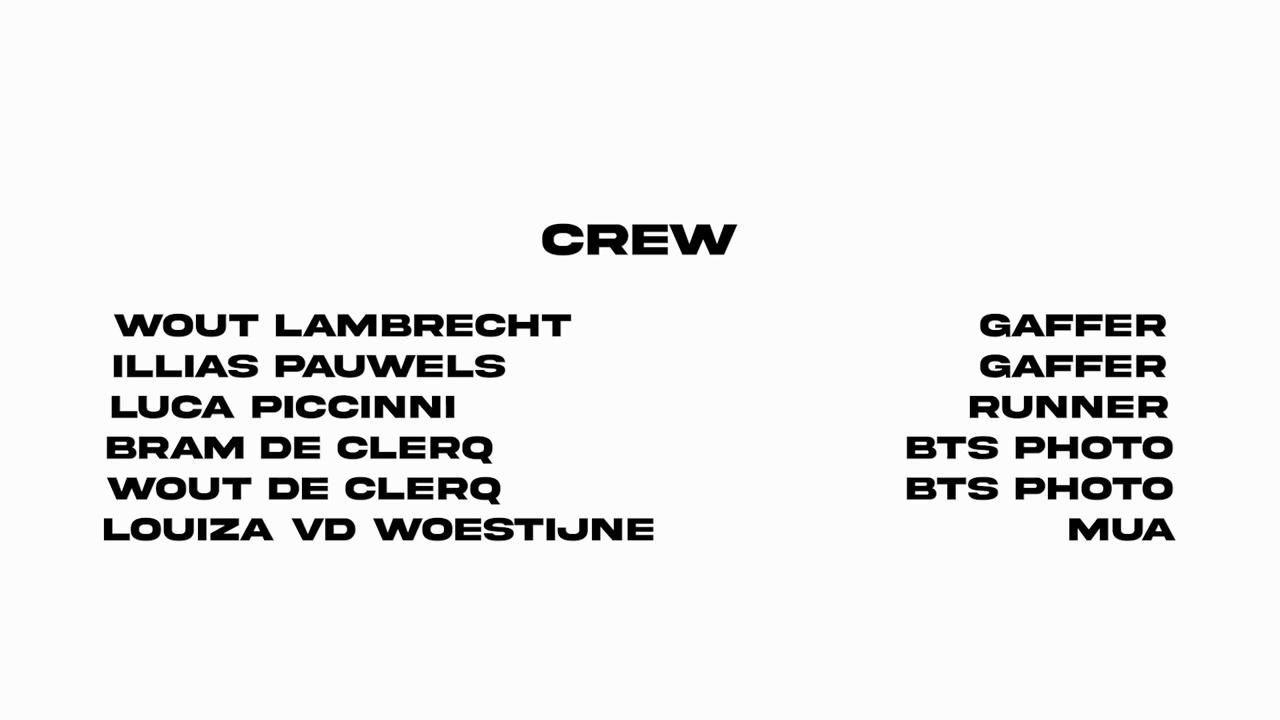 CREW
WOUT LAMBRECHT GAFFER
ILLIAS PAUWELS GAFFER
LUCA PICCINNI RUNNER
BRAM DE CLERQ BTS PHOTO
WOUT DE CLERQ BTS PHOTO
LOUIZA VD WOESTIJNE MUA